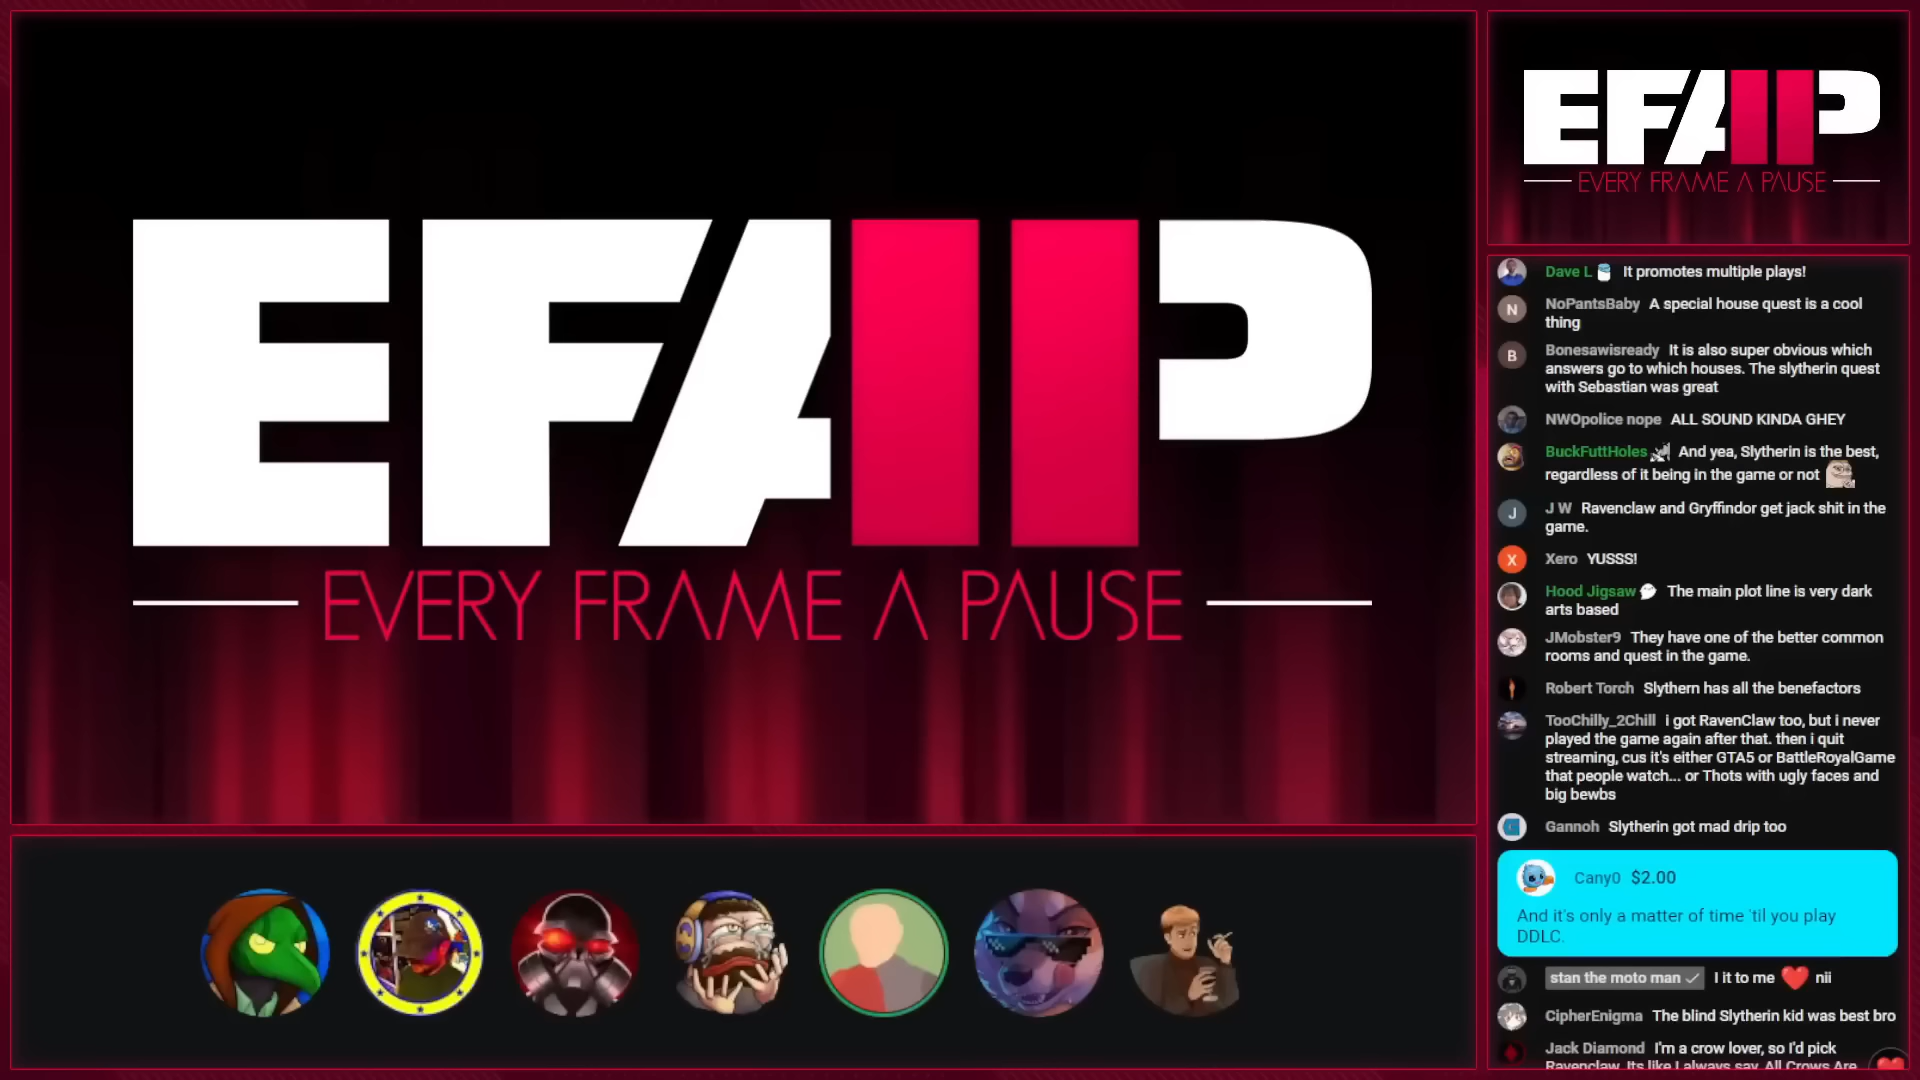 EFAP
EVERY FRAME A PAUSE
EFAP
EVERY FRAME A PAUSE
Dave L It promotes multiple plays!
N NoPantsBaby A special house quest is a cool
thing
B Bonesawisready It is also super obvious which
answers go to which houses. The slytherin quest
with Sebastian was great
NWOpolice nope ALL SOUND KINDA GHEY
BuckFuttHoles And yea, Slytherin is the best,
regardless of it being in the game or not
J J W Ravenclaw and Gryffindor get jack shit in the
game.
X Xero YUSSS!
Hood Jigsaw The main plot line is very dark
arts based
JMobster9 They have one of the better common
rooms and quest in the game.
Robert Torch Slythern has all the benefactors
TooChilly_2Chill i got RavenClaw too, but i never
played the game again after that. then i quit
streaming, cus it's either GTA5 or BattleRoyalGame
that people watch... or Thots with ugly faces and
big bewbs
Gannoh Slytherin got mad drip too
Cany0 $2.00
And it's only a matter of time 'til you play
DDLC.
stan the moto man ✓ I it to me ❤️ nii
CipherEnigma The blind Slytherin kid was best bro
Jack Diamond I'm a crow lover, so I'd pick
Ravenclaw. Its like I always say, All Crows Are